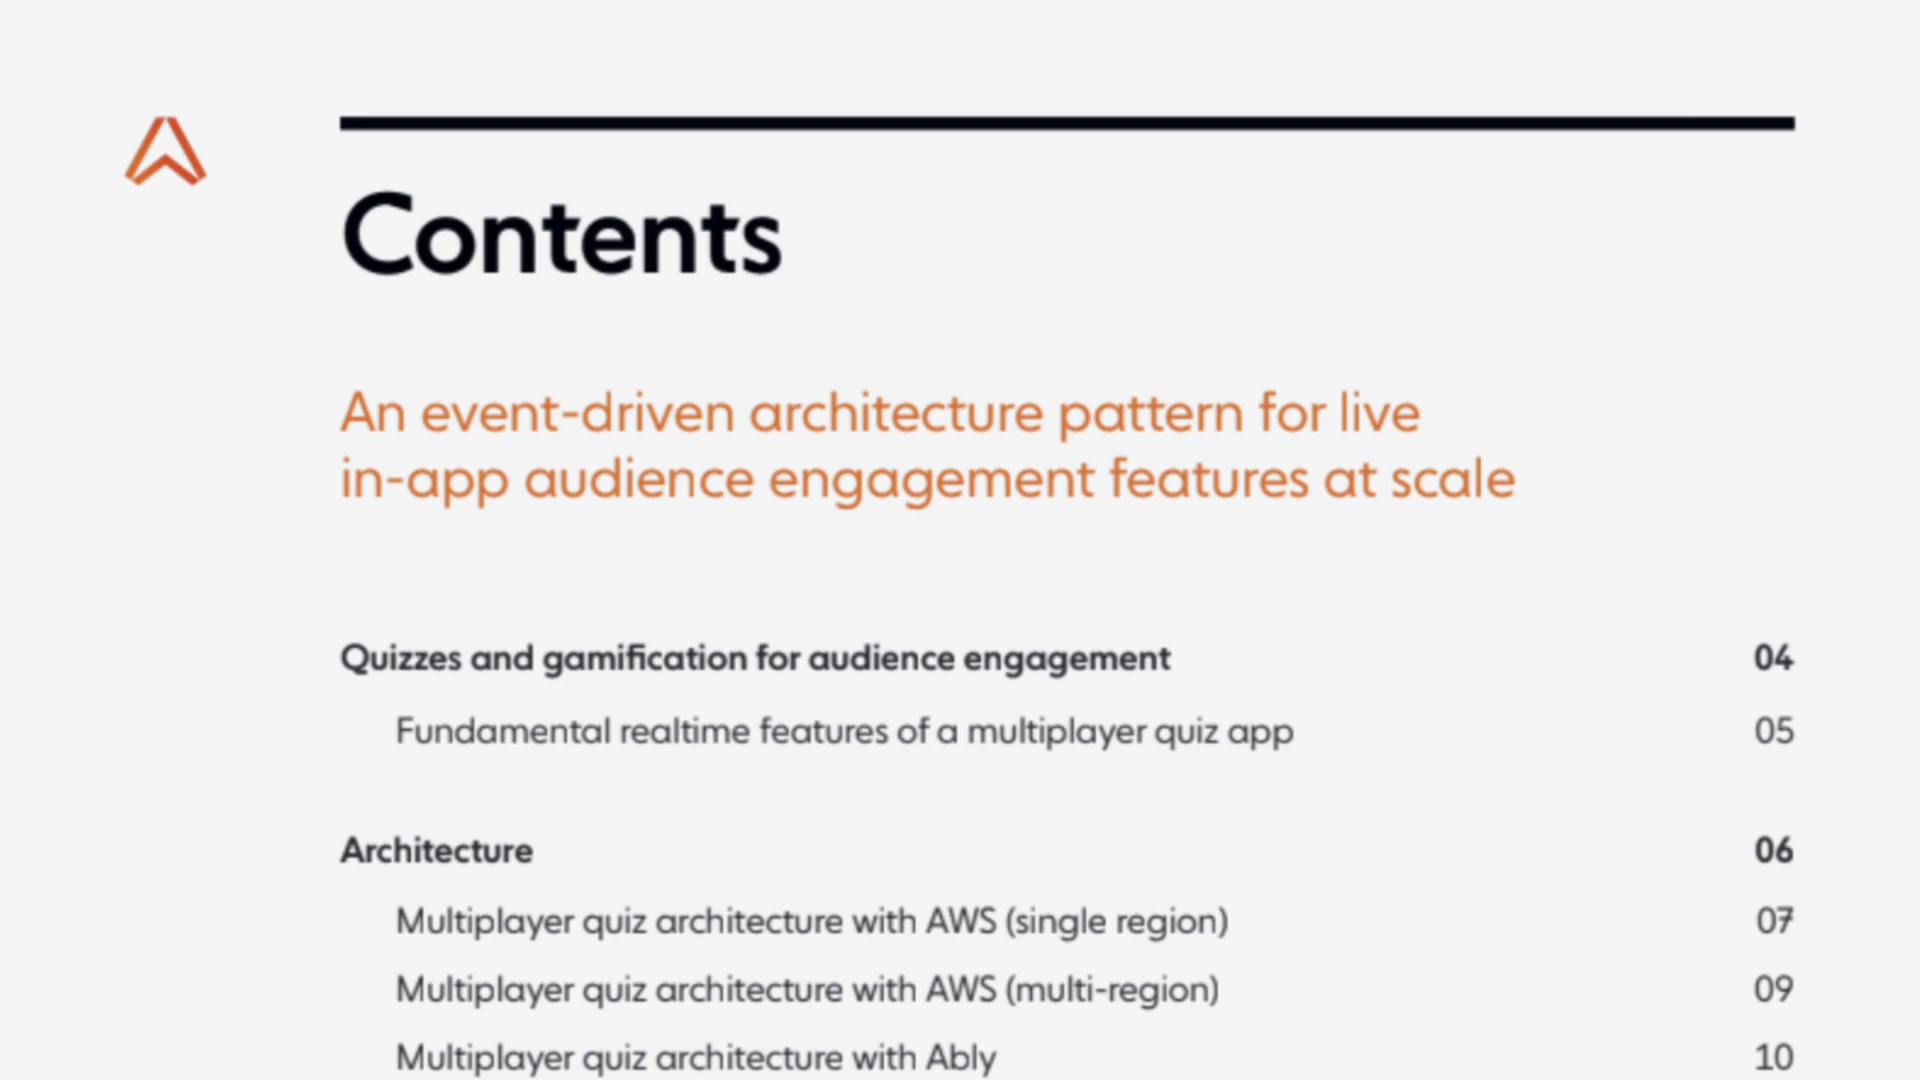 Contents
An event-driven architecture pattern for live
in-app audience engagement features at scale
Quizzes and gamification for audience engagement 04
Fundamental realtime features of a multiplayer quiz app 05
Architecture 06
Multiplayer quiz architecture with AWS (single region) 07
Multiplayer quiz architecture with AWS (multi-region) 09
Multiplayer quiz architecture with Ably 10